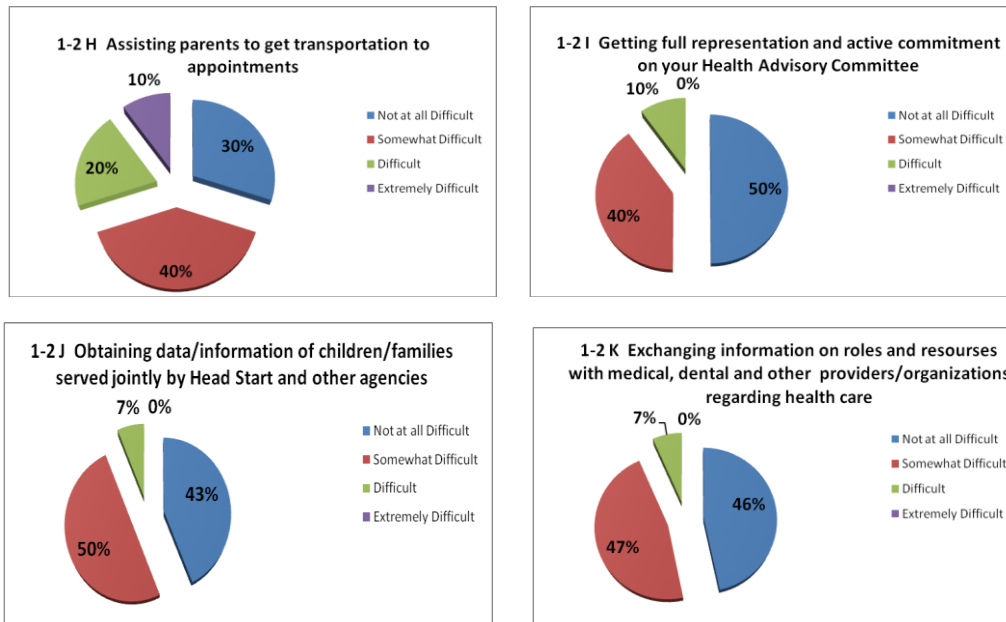 1-2 H Assisting parents to get transportation to
appointments
10%
30%
20%
40%
Not at all Difficult
Somewhat Difficult
Difficult
Extremely Difficult
1-2 I Getting full representation and active commitment
on your Health Advisory Committee
10% 0%
50%
40%
Not at all Difficult
Somewhat Difficult
Difficult
Extremely Difficult
1-2 J Obtaining data/information of children/families
served jointly by Head Start and other agencies
7% 0%
43%
50%
Not at all Difficult
Somewhat Difficult
Difficult
Extremely Difficult
1-2 K Exchanging information on roles and resourses
with medical, dental and other providers/organizations
regarding health care
7% 0%
46%
47%
Not at all Difficult
Somewhat Difficult
Difficult
Extremely Difficult